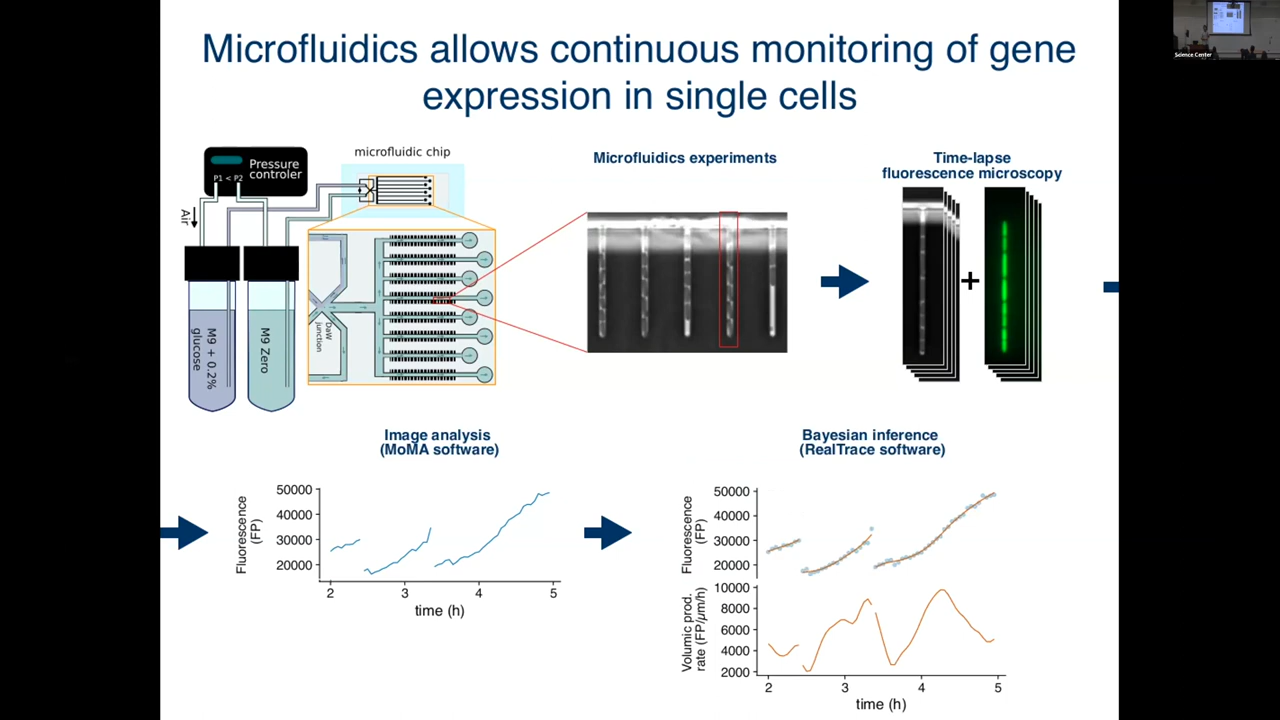 Microfluidics allows continuous monitoring of gene
expression in single cells
Pressure
controler
P1 < P2
Air
microfluidic chip
M9 + 0.2%
glucose
M9 Zero
DaW
junction
Microfluidics experiments
Time-lapse
fluorescence microscopy
+
Science Center
Image analysis
(MoMA software)
Fluorescence
(FP)
50000
40000
30000
20000
2 3 4 5
time (h)
Bayesian inference
(RealTrace software)
Fluorescence
(FP)
50000
40000
30000
20000
Volumic prod.
rate (FP/µm/h)
10000
8000
6000
4000
2000
2 3 4 5
time (h)